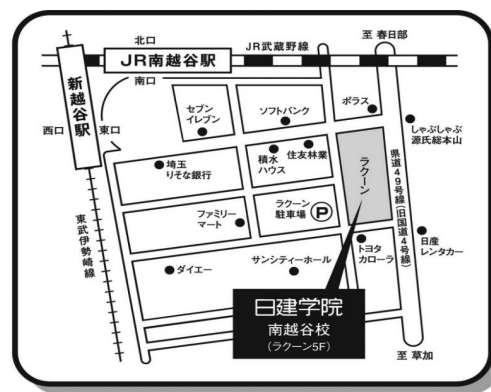 北口
JR武蔵野線
至 春日部
JR南越谷駅
南口
新越谷駅
西口
東口
セブン
イレブン
ソフトバンク
ポラス
しゃぶしゃぶ
源氏総本山
埼玉
りそな銀行
積水
ハウス
住友林業
ラクーン
県道49号線(旧国道4号線)
東武伊勢崎線
ファミリー
マート
ラクーン
駐車場
P
トヨタ
カローラ
日産
レンタカー
ダイエー
サンシティーホール
日建学院
南越谷校
(ラクーン5F)
至 草加